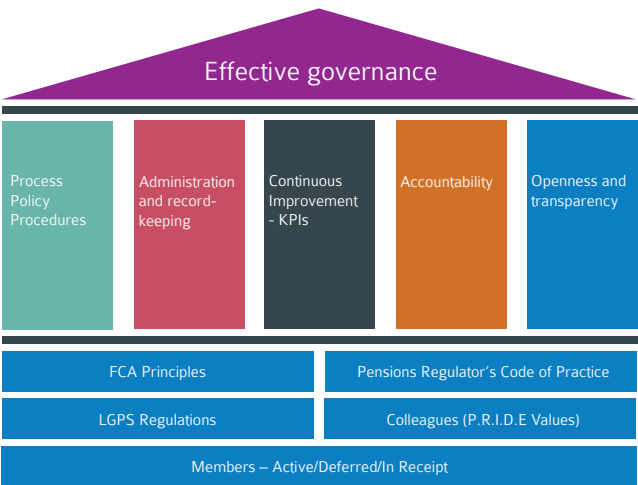 Effective governance
Process
Policy
Procedures
Administration
and record-
keeping
Continuous
Improvement
- KPIs
Accountability
Openness and
transparency
FCA Principles
Pensions Regulator’s Code of Practice
LGPS Regulations
Colleagues (P.R.I.D.E Values)
Members – Active/Deferred/In Receipt